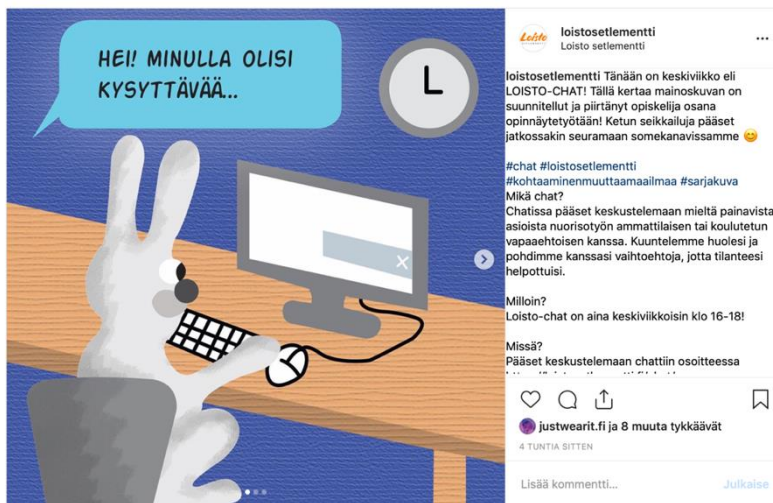 HEI! MINULLA OLISI
KYSYTTÄVÄÄ...
Loisto
loistosetlementti
Loisto setlementti
loistosetlementti Tänään on keskiviikko eli
LOISTO-CHAT! Tällä kertaa mainoskuvan on
suunnitellut ja piirtänyt opiskelija osana
opinnäytetyötään! Ketun seikkailuja pääset
jatkossakin seuramaan somekanavissamme 😊
#chat #loistosetlementti
#kohtaaminenmuuttaamaailmaa #sarjakuva
Mikä chat?
Chatissa pääset keskustelemaan mieltä painavista
asioista nuorisotyön ammattilaisen tai koulutetun
vapaaehtoisen kanssa. Kuuntelemme huolesi ja
pohdimme kanssasi vaihtoehtoja, jotta tilanteesi
helpottuisi.
Milloin?
Loisto-chat on aina keskiviikkoisin klo 16-18!
Missä?
Pääset keskustelemaan chattiin osoitteessa
justwearit.fi ja 8 muuta tykkäävät
4 TUNTIA SITTEN
Lisää kommentti...
Julkaise